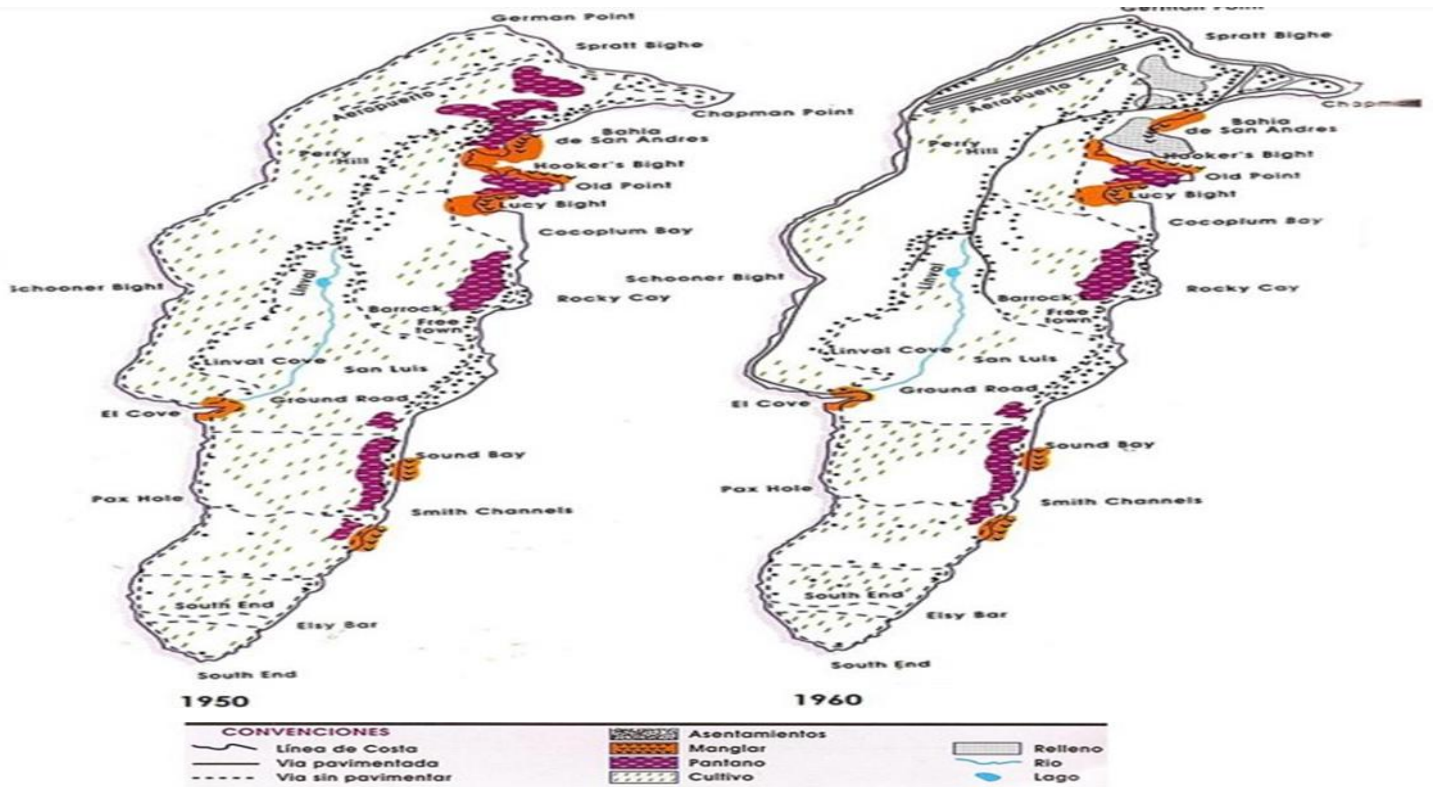 German Point
Spratt Bighe
Aeropuerto
Chapman Point
Bahia
de San Andres
Perry
Hill
Hooker's Bight
Old Point
Lucy Bight
Cocoplum Bay
Schooner Bight
Linval
Rocky Cay
Barrock
Free
town
Linval Cove
San Luis
El Cove
Ground Road
Sound Bay
Pax Hole
Smith Channels
South End
Elsy Bar
South End
1950
German Point
Spratt Bighe
Aeropuerto
Chapm
Bahia
de San Andres
Perry
Hill
Hooker's Bight
Old Point
Lucy Bight
Cocoplum Bay
Schooner Bight
Linval
Rocky Cay
Barrock
Free
town
Linval Cove
San Luis
El Cove
Ground Road
Sound Bay
Pax Hole
Smith Channels
South End
Elsy Bar
South End
1960
CONVENCIONES
Línea de Costa
Via pavimentada
Via sin pavimentar
Asentamientos
Manglar
Pantano
Cultivo
Relleno
Rio
Lago